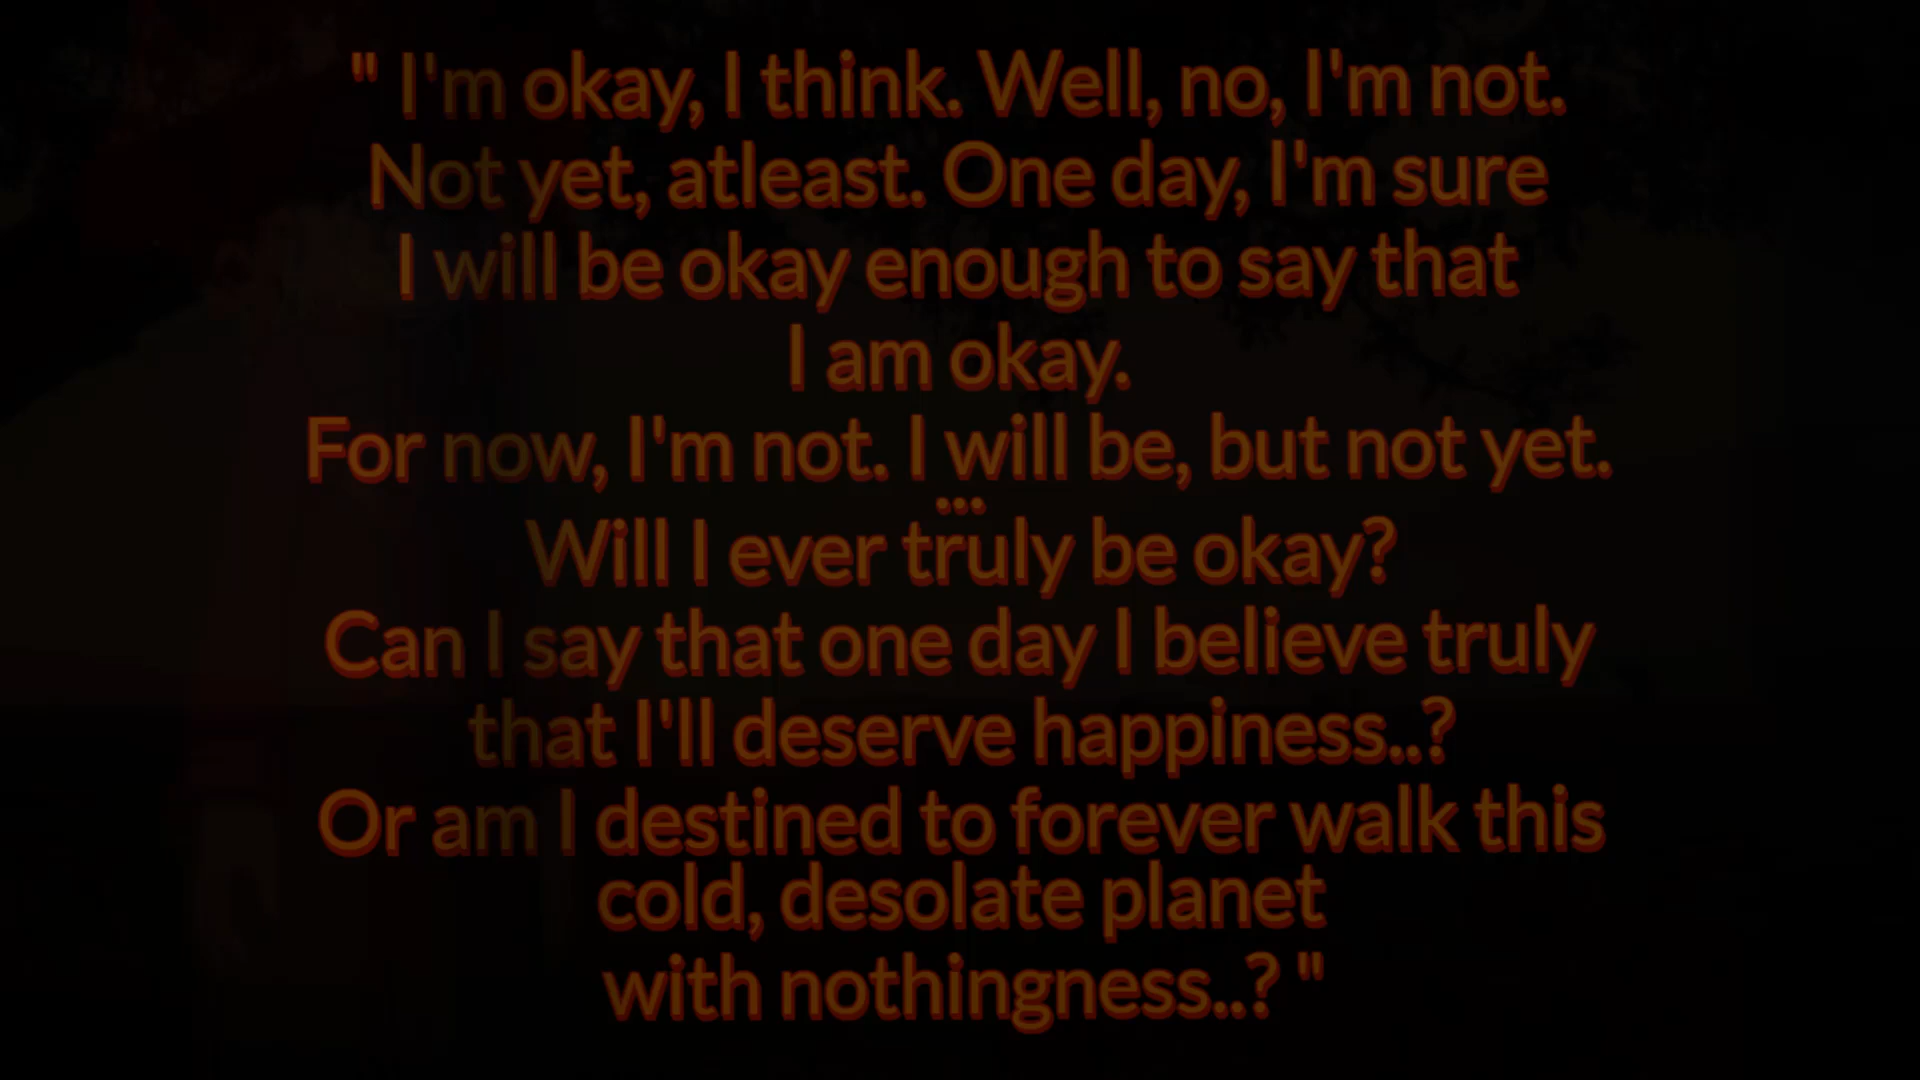 " I'm okay, I think. Well, no, I'm not.
Not yet, atleast. One day, I'm sure
I will be okay enough to say that
I am okay.
For now, I'm not. I will be, but not yet.
...
Will I ever truly be okay?
Can I say that one day I believe truly
that I'll deserve happiness..?
Or am I destined to forever walk this
cold, desolate planet
with nothingness..? "